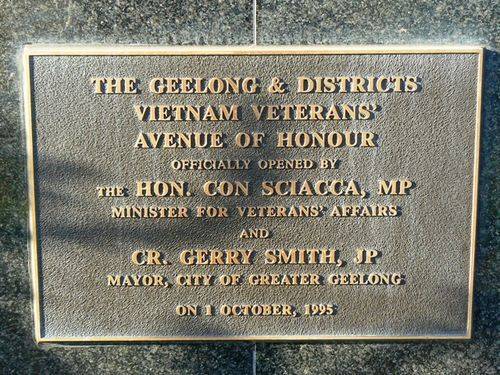 THE GEELONG & DISTRICTS
VIETNAM VETERANS'
AVENUE OF HONOUR
OFFICIALLY OPENED BY
THE HON. CON SCIACCA, MP
MINISTER FOR VETERANS' AFFAIRS
AND
CR. GERRY SMITH, JP
MAYOR, CITY OF GREATER GEELONG
ON 1 OCTOBER, 1995